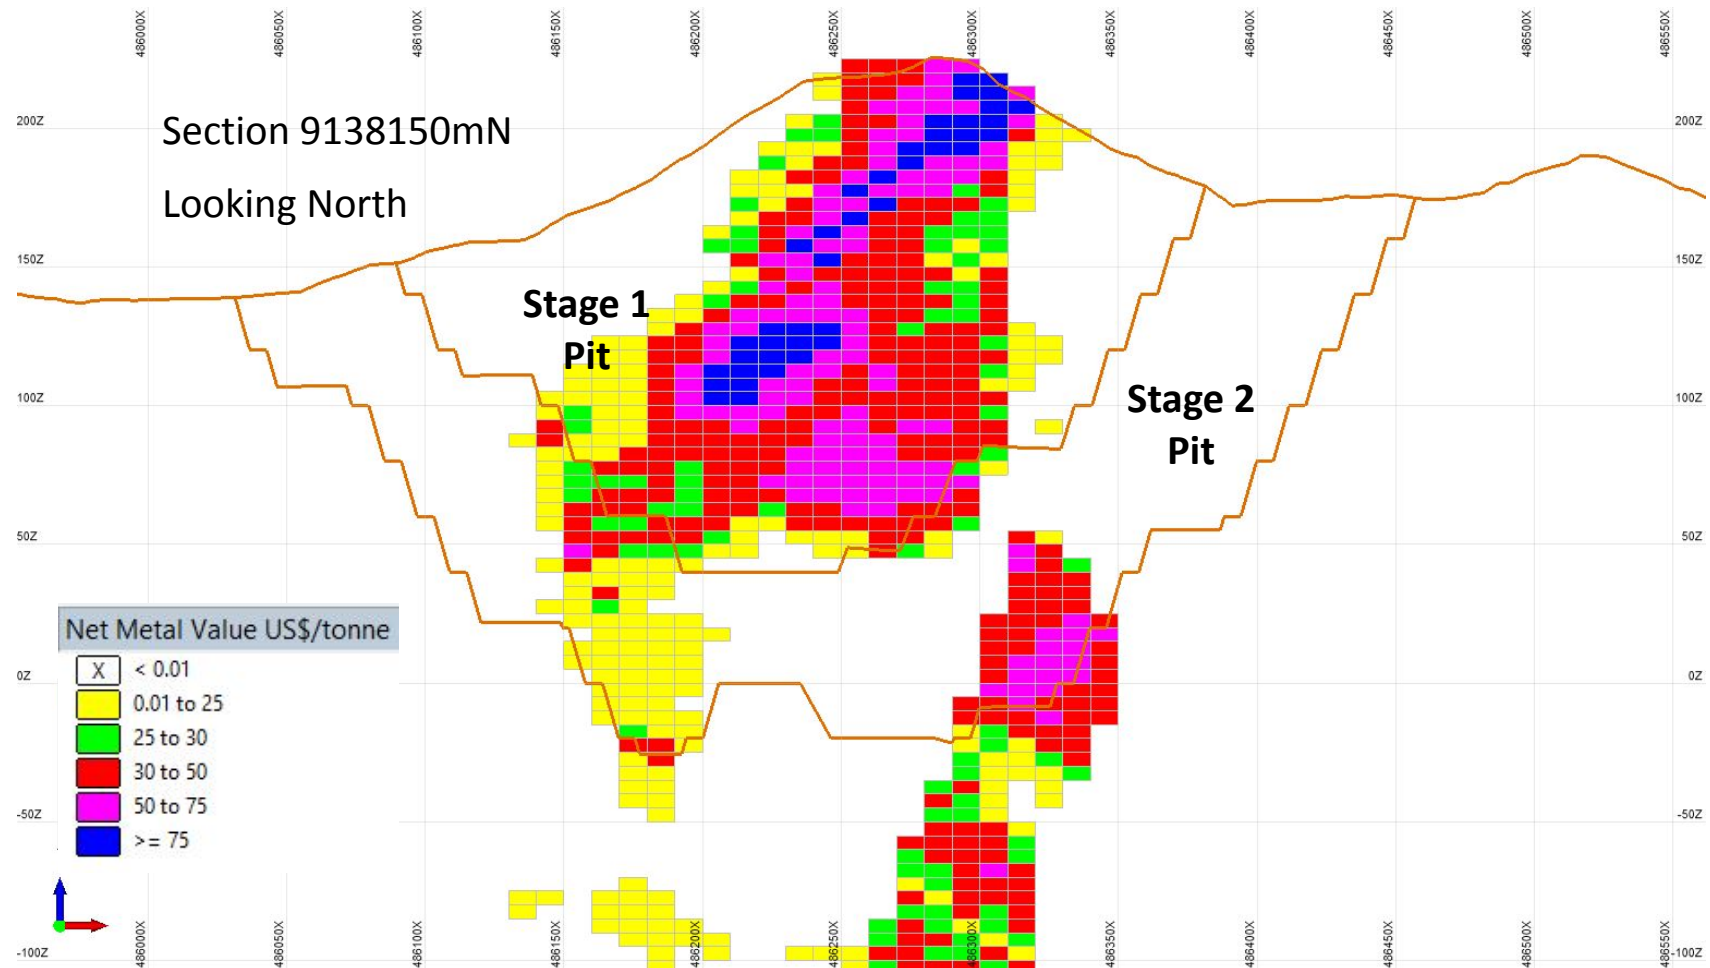 486000X 486050X 486100X 486150X 486200X 486250X 486300X 486350X 486400X 486450X 486500X 486550X
200Z 200Z
Section 9138150mN
Looking North
150Z 150Z
Stage 1
Pit
100Z 100Z
Stage 2
Pit
50Z 50Z
Net Metal Value US$/tonne
X < 0.01
0.01 to 25
25 to 30
30 to 50
50 to 75
>= 75
0Z 0Z
-50Z -50Z
-100Z -100Z
486000X 486050X 486100X 486150X 486200X 486250X 486300X 486350X 486400X 486450X 486500X 486550X